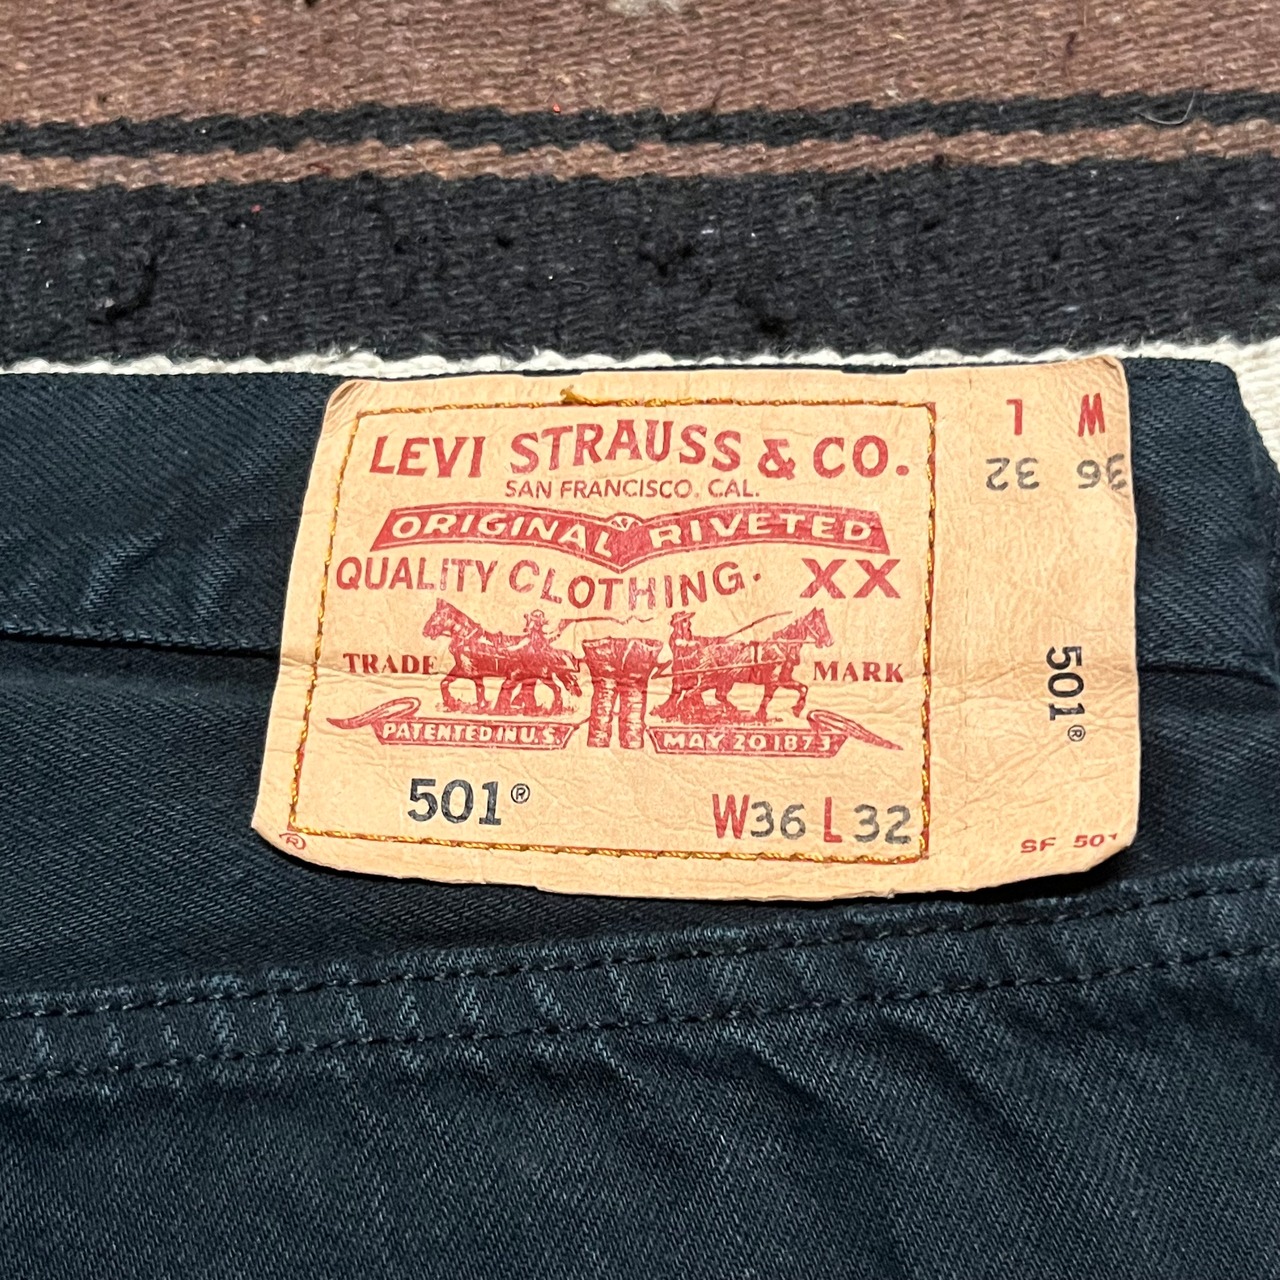 LEVI STRAUSS & CO.
SAN FRANCISCO. CAL.
ORIGINAL RIVETED
QUALITY CLOTHING. XX
TRADE MARK
PATENTED IN U.S. MAY 20 1873
501® W36 L32
®
W L
36 32
501®
SF 501